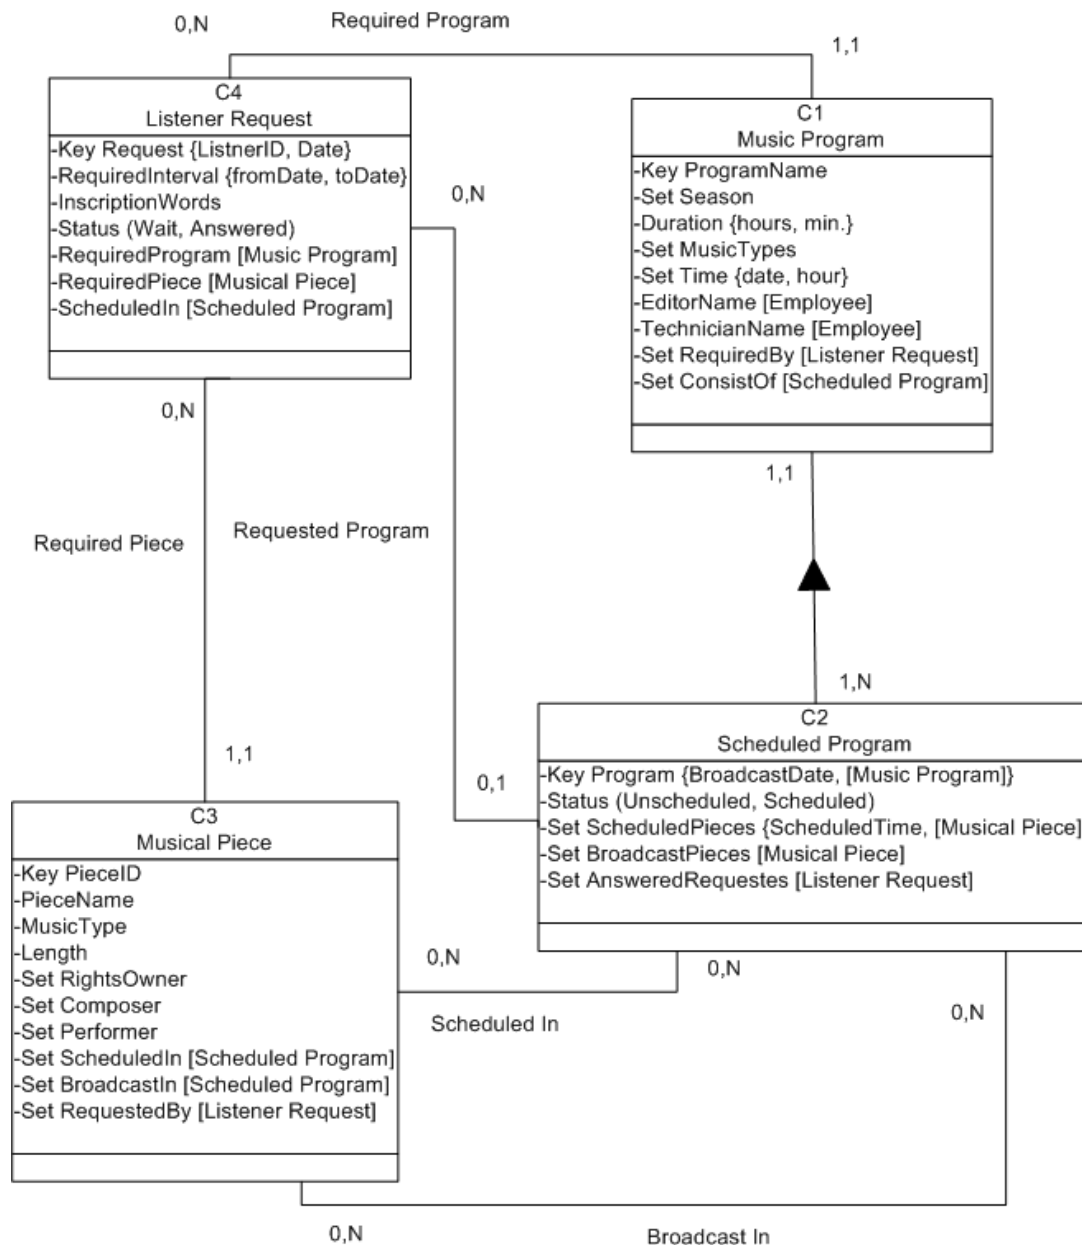 0,N
Required Program
1,1
C4
Listener Request
-Key Request {ListnerID, Date}
-RequiredInterval {fromDate, toDate}
-InscriptionWords
-Status (Wait, Answered)
-RequiredProgram [Music Program]
-RequiredPiece [Musical Piece]
-ScheduledIn [Scheduled Program]
0,N
C1
Music Program
-Key ProgramName
-Set Season
-Duration {hours, min.}
-Set MusicTypes
-Set Time {date, hour}
-EditorName [Employee]
-TechnicianName [Employee]
-Set RequiredBy [Listener Request]
-Set ConsistOf [Scheduled Program]
0,N
1,1
Required Piece
Requested Program
1,N
1,1
0,1
C2
Scheduled Program
-Key Program {BroadcastDate, [Music Program]}
-Status (Unscheduled, Scheduled)
-Set ScheduledPieces {ScheduledTime, [Musical Piece]
-Set BroadcastPieces [Musical Piece]
-Set AnsweredRequestes [Listener Request]
C3
Musical Piece
-Key PieceID
-PieceName
-MusicType
-Length
-Set RightsOwner
-Set Composer
-Set Performer
-Set ScheduledIn [Scheduled Program]
-Set BroadcastIn [Scheduled Program]
-Set RequestedBy [Listener Request]
0,N
0,N
Scheduled In
0,N
0,N
Broadcast In